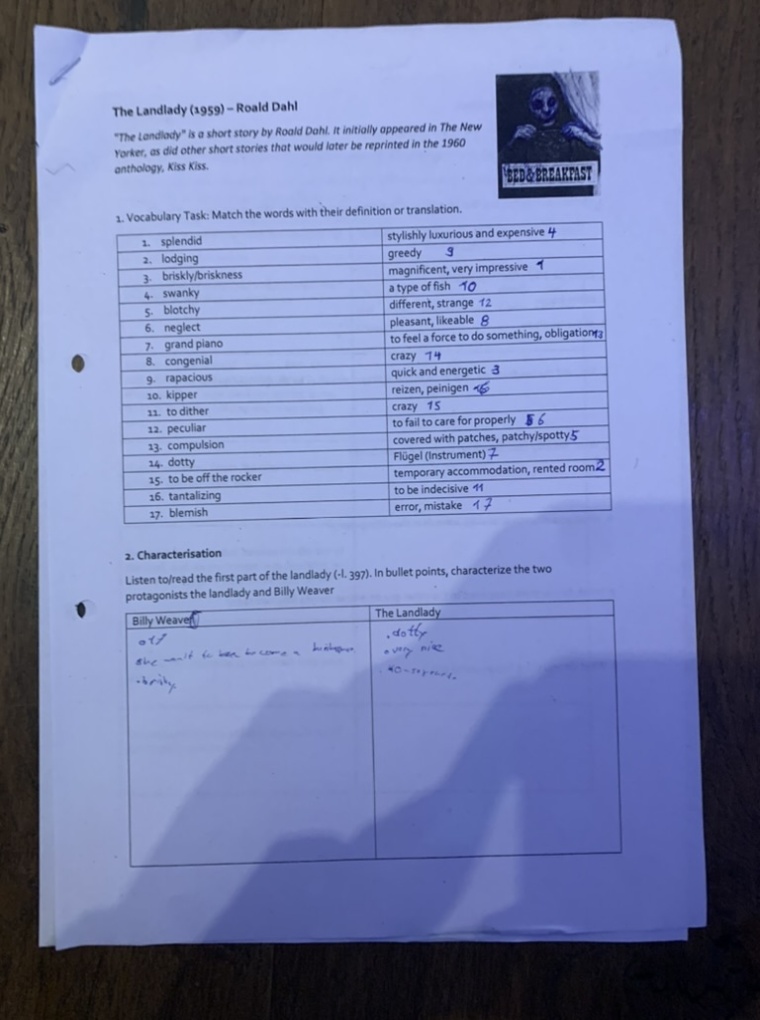 The Landlady (1959) – Roald Dahl
"The Landlady" is a short story by Roald Dahl. It initially appeared in The New
Yorker, as did other short stories that would later be reprinted in the 1960
anthology, Kiss Kiss.
BED & BREAKFAST
1. Vocabulary Task: Match the words with their definition or translation.
1. splendid stylishly luxurious and expensive 4
2. lodging greedy 9
3. briskly/briskness magnificent, very impressive 1
4. swanky a type of fish 10
5. blotchy different, strange 12
6. neglect pleasant, likeable 8
7. grand piano to feel a force to do something, obligation 13
8. congenial crazy 14
9. rapacious quick and energetic 3
10. kipper reizen, peinigen 16
11. to dither crazy 15
12. peculiar to fail to care for properly 6
13. compulsion covered with patches, patchy/spotty 5
14. dotty Flügel (Instrument) 7
15. to be off the rocker temporary accommodation, rented room 2
16. tantalizing to be indecisive 11
17. blemish error, mistake 17
2. Characterisation
Listen to/read the first part of the landlady (-l. 397). In bullet points, characterize the two
protagonists the landlady and Billy Weaver
Billy Weaver The Landlady
. dotty
to become a
. very nice